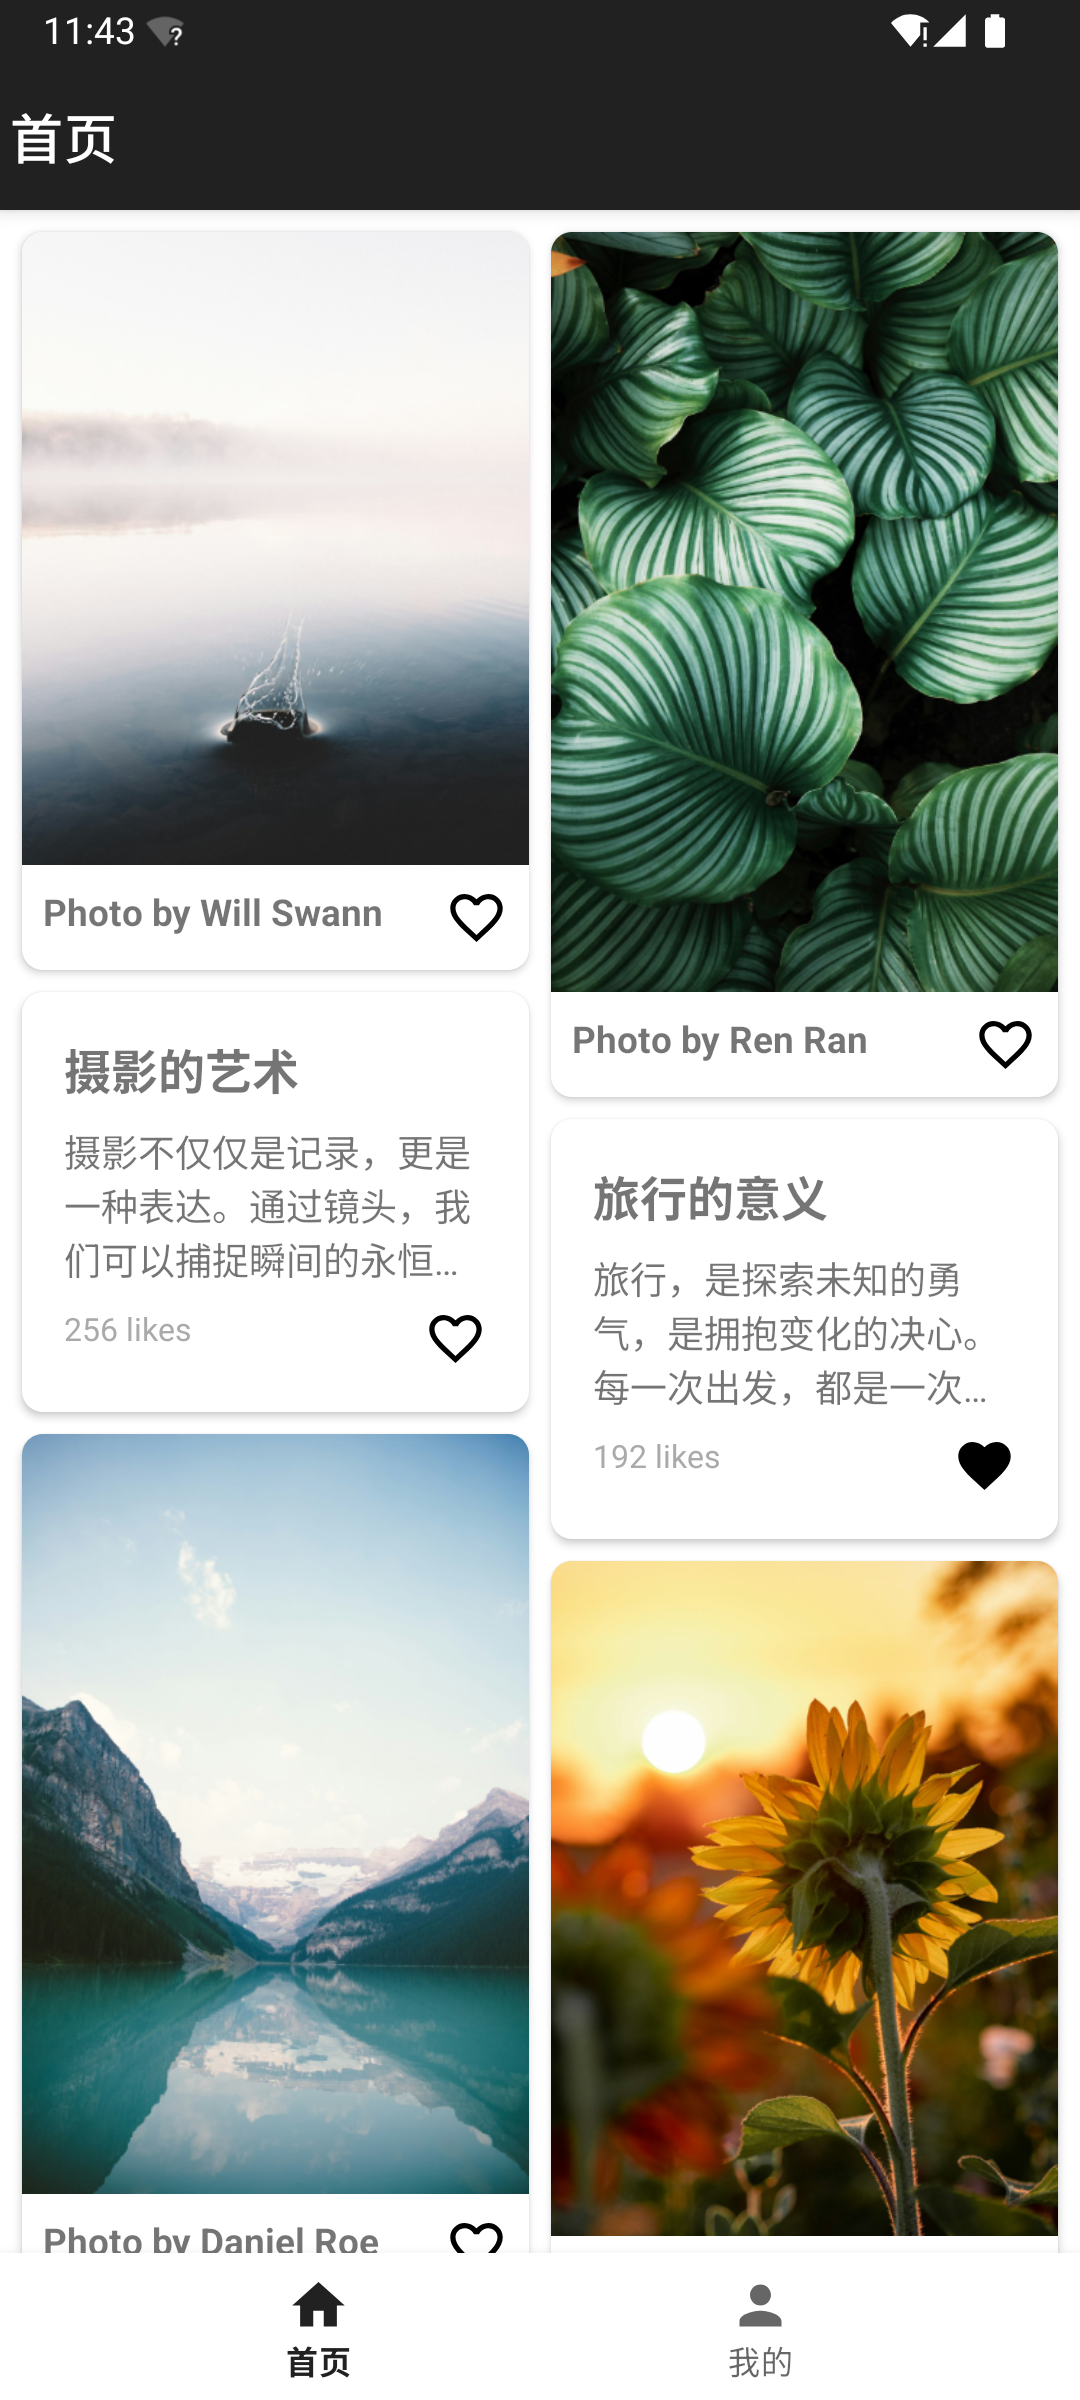 11:43
首页
Photo by Will Swann
Photo by Ren Ran
摄影的艺术
摄影不仅仅是记录，更是
一种表达。通过镜头，我
们可以捕捉瞬间的永恒...
256 likes
旅行的意义
旅行，是探索未知的勇
气，是拥抱变化的决心。
每一次出发，都是一次...
192 likes
Photo by Daniel Roe
首页
我的